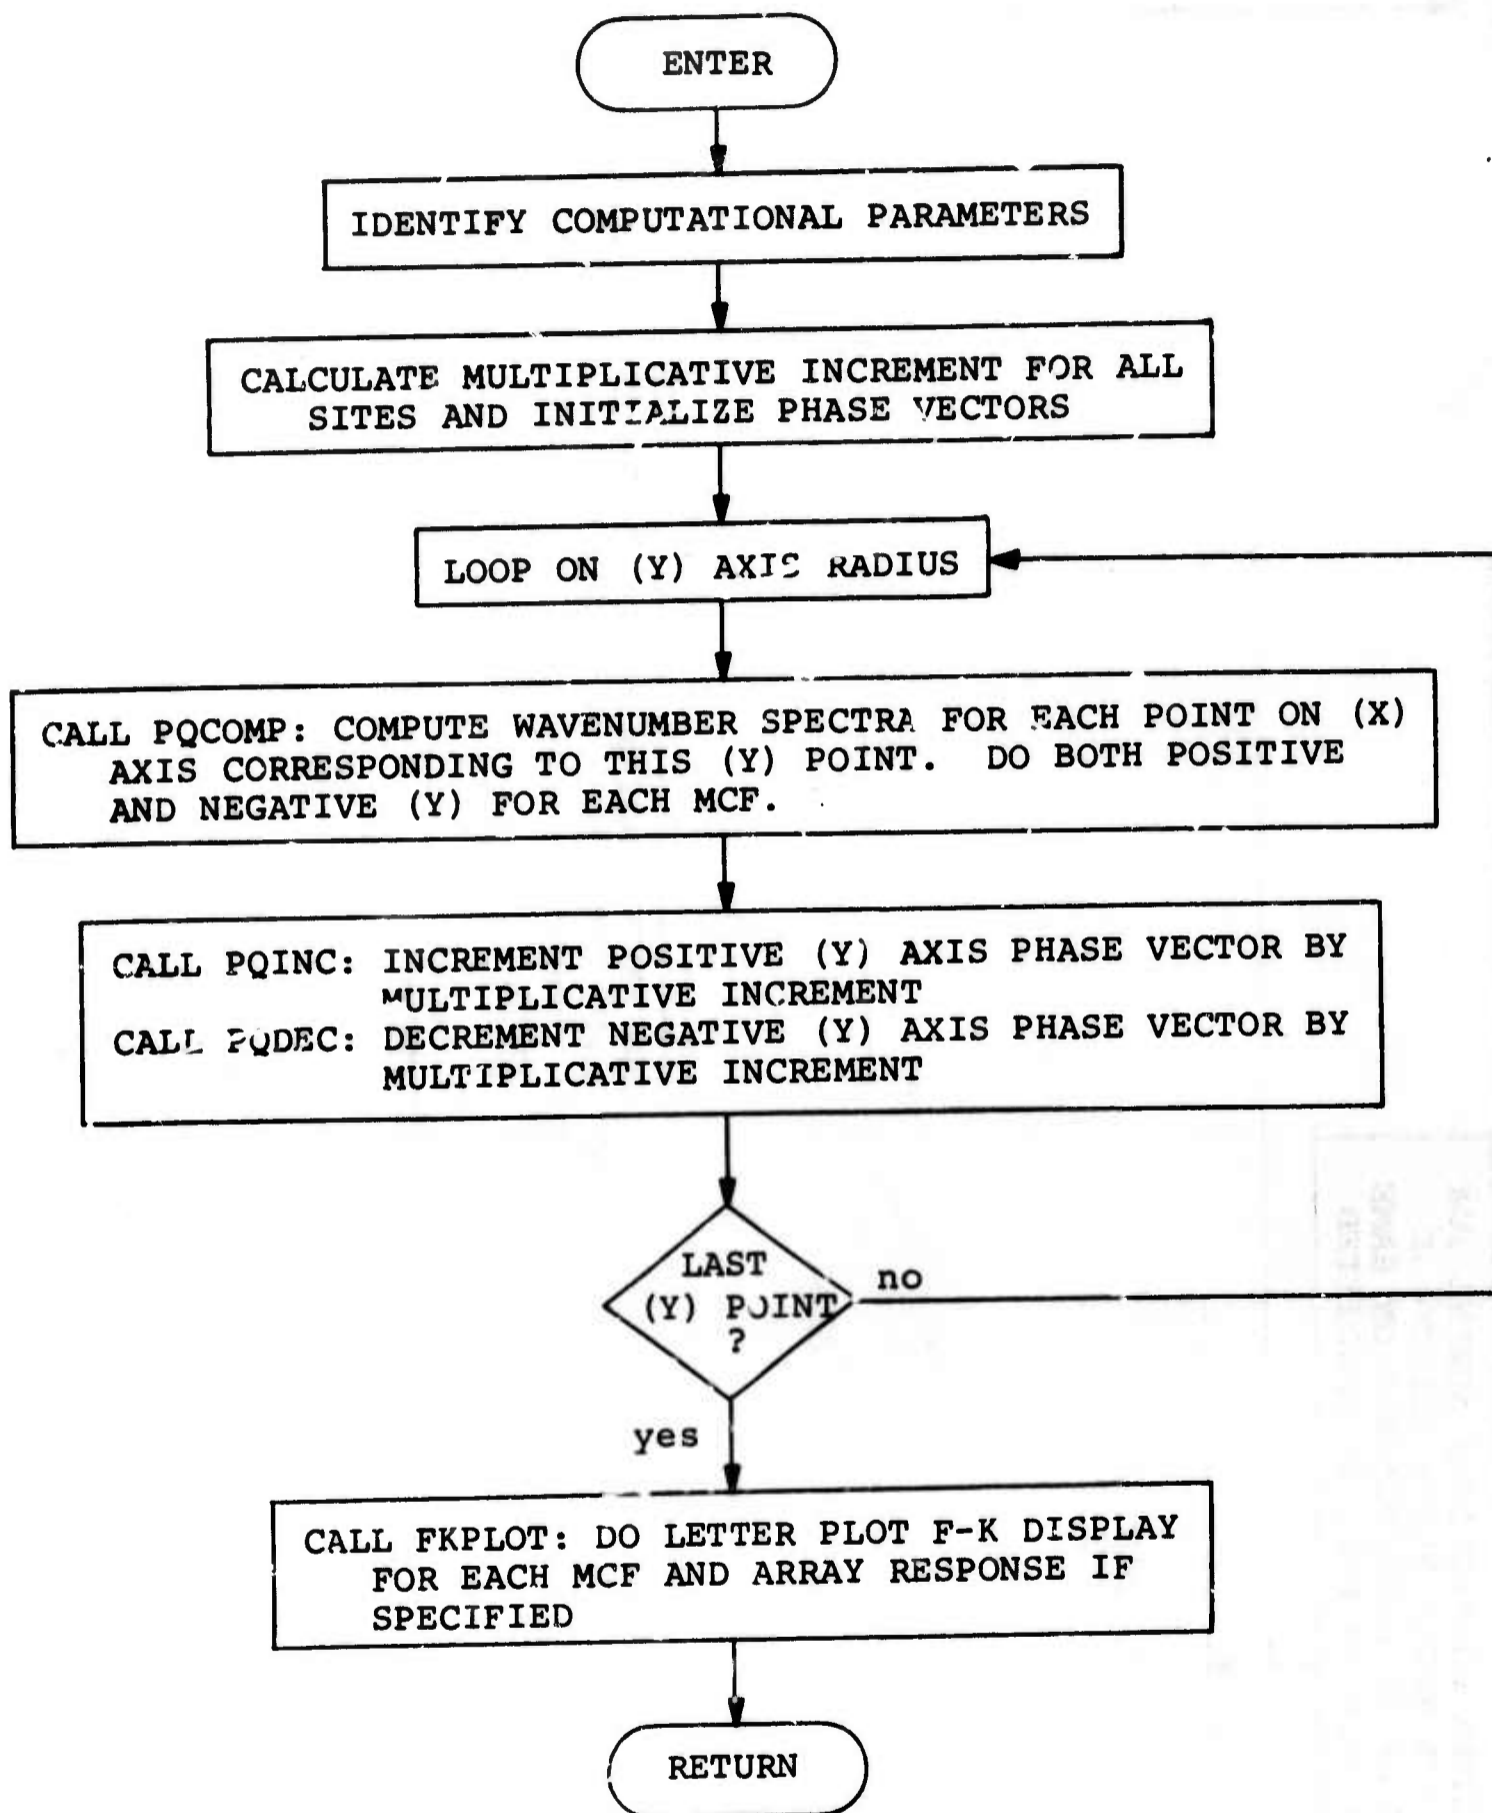 ENTER
IDENTIFY COMPUTATIONAL PARAMETERS
CALCULATE MULTIPLICATIVE INCREMENT FOR ALL
SITES AND INITIALIZE PHASE VECTORS
LOOP ON (Y) AXIS RADIUS
CALL PQCOMP: COMPUTE WAVENUMBER SPECTRA FOR EACH POINT ON (X)
AXIS CORRESPONDING TO THIS (Y) POINT. DO BOTH POSITIVE
AND NEGATIVE (Y) FOR EACH MCF.
CALL PQINC: INCREMENT POSITIVE (Y) AXIS PHASE VECTOR BY
MULTIPLICATIVE INCREMENT
CALL PQDEC: DECREMENT NEGATIVE (Y) AXIS PHASE VECTOR BY
MULTIPLICATIVE INCREMENT
LAST
(Y) POINT
?
no
yes
CALL FKPLOT: DO LETTER PLOT F-K DISPLAY
FOR EACH MCF AND ARRAY RESPONSE IF
SPECIFIED
RETURN